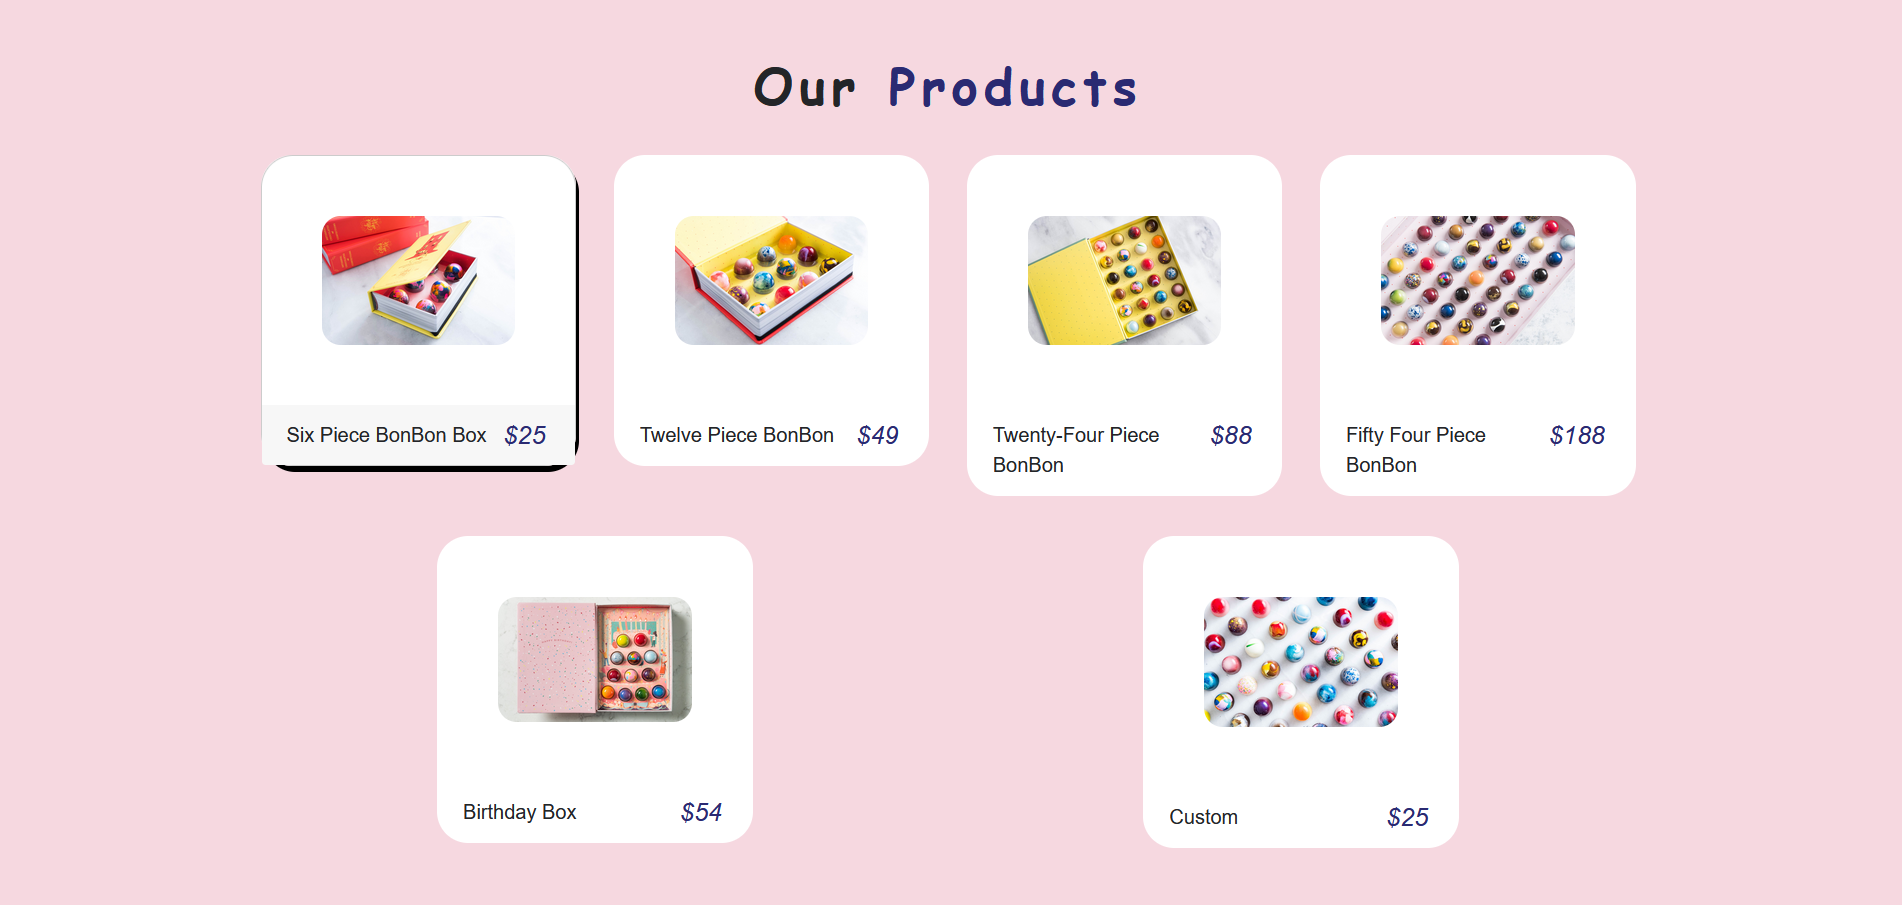 Our Products
Six Piece BonBon Box $25
Twelve Piece BonBon $49
Twenty-Four Piece $88
BonBon
Fifty Four Piece $188
BonBon
Birthday Box $54
Custom $25